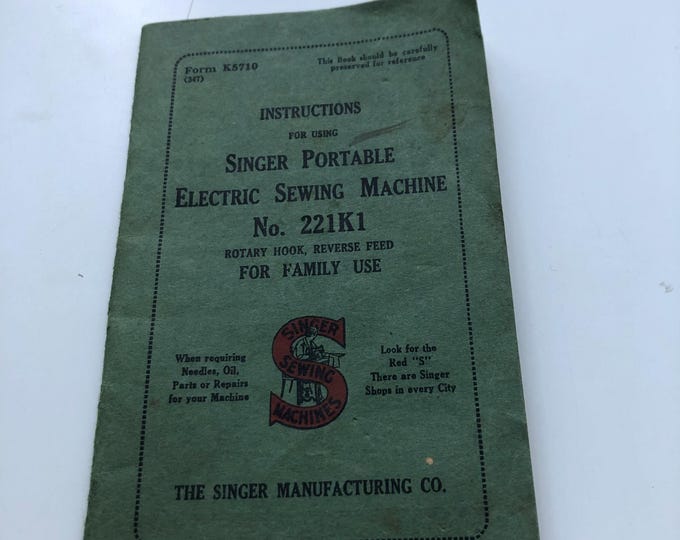 Form K5710
(347)
This Book should be carefully
preserved for reference
INSTRUCTIONS
FOR USING
SINGER PORTABLE
ELECTRIC SEWING MACHINE
No. 221K1
ROTARY HOOK, REVERSE FEED
FOR FAMILY USE
When requiring
Needles, Oil,
Parts or Repairs
for your Machine
SINGER
SEWING
MACHINES
Look for the
Red "S"
There are Singer
Shops in every City
THE SINGER MANUFACTURING CO.